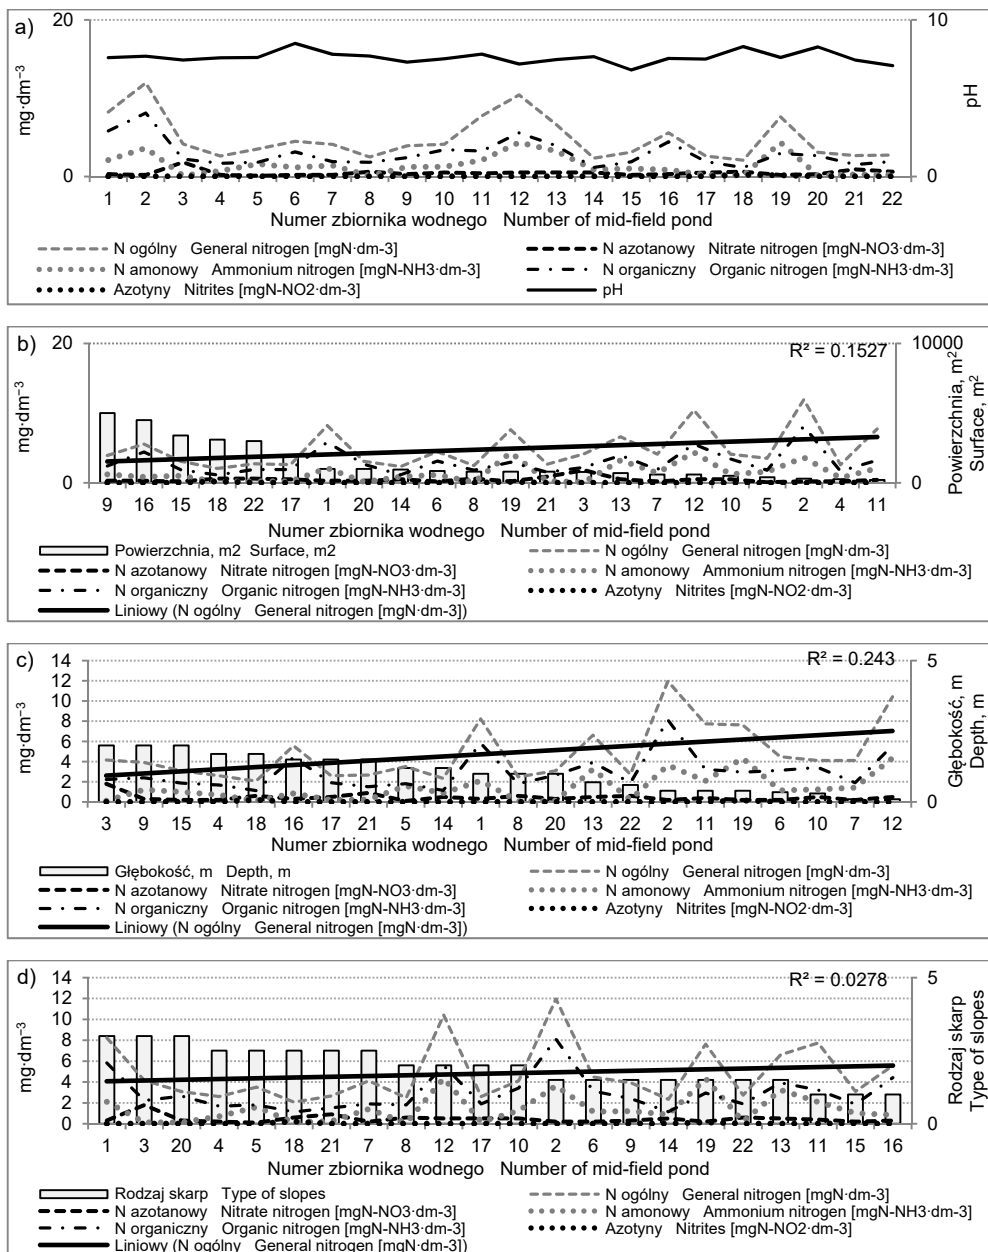 a)
20
10
mg·dm⁻³
pH
0
0
1 2 3 4 5 6 7 8 9 10 11 12 13 14 15 16 17 18 19 20 21 22
Numer zbiornika wodnego Number of mid-field pond
N ogólny General nitrogen [mgN·dm-3]
N azotanowy Nitrate nitrogen [mgN-NO3·dm-3]
N amonowy Ammonium nitrogen [mgN-NH3·dm-3]
N organiczny Organic nitrogen [mgN-NH3·dm-3]
Azotyny Nitrites [mgN-NO2·dm-3]
pH
b)
20
10000
R² = 0.1527
mg·dm⁻³
Powierzchnia, m2
Surface, m2
0
0
9 16 15 18 22 17 1 20 14 6 8 19 21 3 13 7 12 10 5 2 4 11
Numer zbiornika wodnego Number of mid-field pond
Powierzchnia, m2 Surface, m2
N ogólny General nitrogen [mgN·dm-3]
N azotanowy Nitrate nitrogen [mgN-NO3·dm-3]
N amonowy Ammonium nitrogen [mgN-NH3·dm-3]
N organiczny Organic nitrogen [mgN-NH3·dm-3]
Azotyny Nitrites [mgN-NO2·dm-3]
Liniowy (N ogólny General nitrogen [mgN·dm-3])
c)
14
12
10
8
6
4
2
0
5
0
R² = 0.243
mg·dm⁻³
Głębokość, m
Depth, m
3 9 15 4 18 16 17 21 5 14 1 8 20 13 22 2 11 19 6 10 7 12
Numer zbiornika wodnego Number of mid-field pond
Głębokość, m Depth, m
N ogólny General nitrogen [mgN·dm-3]
N azotanowy Nitrate nitrogen [mgN-NO3·dm-3]
N amonowy Ammonium nitrogen [mgN-NH3·dm-3]
N organiczny Organic nitrogen [mgN-NH3·dm-3]
Azotyny Nitrites [mgN-NO2·dm-3]
Liniowy (N ogólny General nitrogen [mgN·dm-3])
d)
14
12
10
8
6
4
2
0
5
0
R² = 0.0278
mg·dm⁻³
Rodzaj skarp
Type of slopes
1 3 20 4 5 18 21 7 8 12 17 10 2 6 9 14 19 22 13 11 15 16
Numer zbiornika wodnego Number of mid-field pond
Rodzaj skarp Type of slopes
N ogólny General nitrogen [mgN·dm-3]
N azotanowy Nitrate nitrogen [mgN-NO3·dm-3]
N amonowy Ammonium nitrogen [mgN-NH3·dm-3]
N organiczny Organic nitrogen [mgN-NH3·dm-3]
Azotyny Nitrites [mgN-NO2·dm-3]
Liniowy (N ogólny General nitrogen [mgN·dm-3])